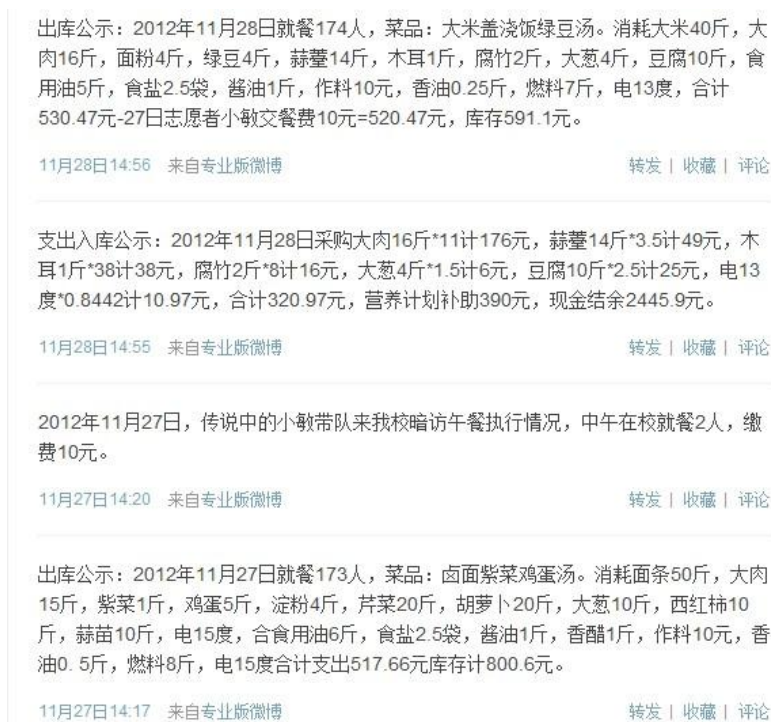 出库公示：2012年11月28日就餐174人，菜品：大米盖浇饭绿豆汤。消耗大米40斤，大
肉16斤，面粉4斤，绿豆4斤，蒜薹14斤，木耳1斤，腐竹2斤，大葱4斤，豆腐10斤，食
用油5斤，食盐2.5袋，酱油1斤，作料10元，香油0.25斤，燃料7斤，电13度，合计
530.47元-27日志愿者小敏交餐费10元=520.47元，库存591.1元。
11月28日14:56 来自专业版微博 转发 | 收藏 | 评论
支出入库公示：2012年11月28日采购大肉16斤*11计176元，蒜薹14斤*3.5计49元，木
耳1斤*38计38元，腐竹2斤*8计16元，大葱4斤*1.5计6元，豆腐10斤*2.5计25元，电13
度*0.8442计10.97元，合计320.97元，营养计划补助390元，现金结余2445.9元。
11月28日14:55 来自专业版微博 转发 | 收藏 | 评论
2012年11月27日，传说中的小敏带队来我校暗访午餐执行情况，中午在校就餐2人，缴
费10元。
11月27日14:20 来自专业版微博 转发 | 收藏 | 评论
出库公示：2012年11月27日就餐173人，菜品：卤面紫菜鸡蛋汤。消耗面条50斤，大肉
15斤，紫菜1斤，鸡蛋5斤，淀粉4斤，芹菜20斤，胡萝卜20斤，大葱10斤，西红柿10
斤，蒜苗10斤，电15度，合食用油6斤，食盐2.5袋，酱油1斤，香醋1斤，作料10元，香
油0. 5斤，燃料8斤，电15度合计支出517.66元库存计800.6元。
11月27日14:17 来自专业版微博 转发 | 收藏 | 评论